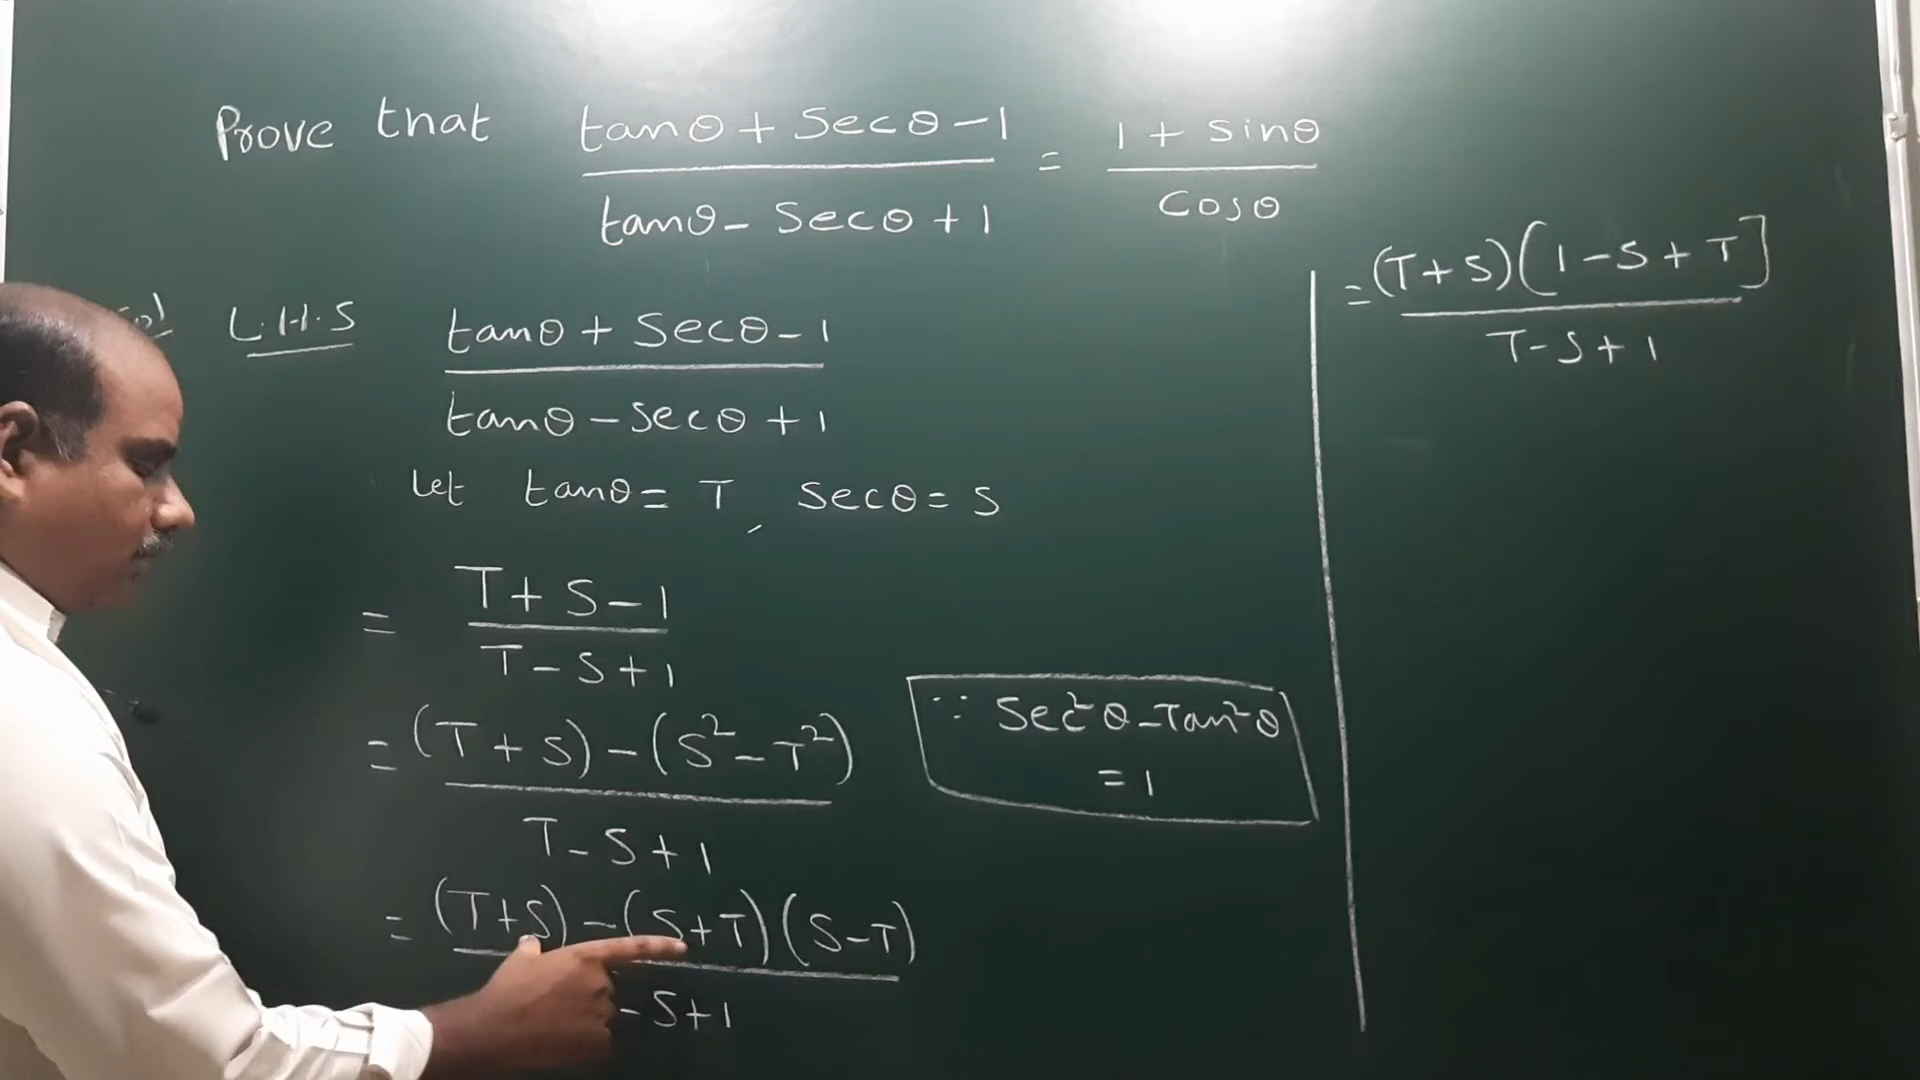 Prove that tanθ + Secθ - 1 / tanθ - Secθ + 1 = 1 + sinθ / Cosθ
Sol L.H.S tanθ + Secθ - 1 / tanθ - secθ + 1
Let tanθ = T, Secθ = S
= T + S - 1 / T - S + 1
= (T + S) - (S² - T²) / T - S + 1
∵ Sec²θ - Tan²θ
= 1
= (T+S) - (S+T)(S-T) / - S+1
= (T+S)(1-S+T] / T-S+1